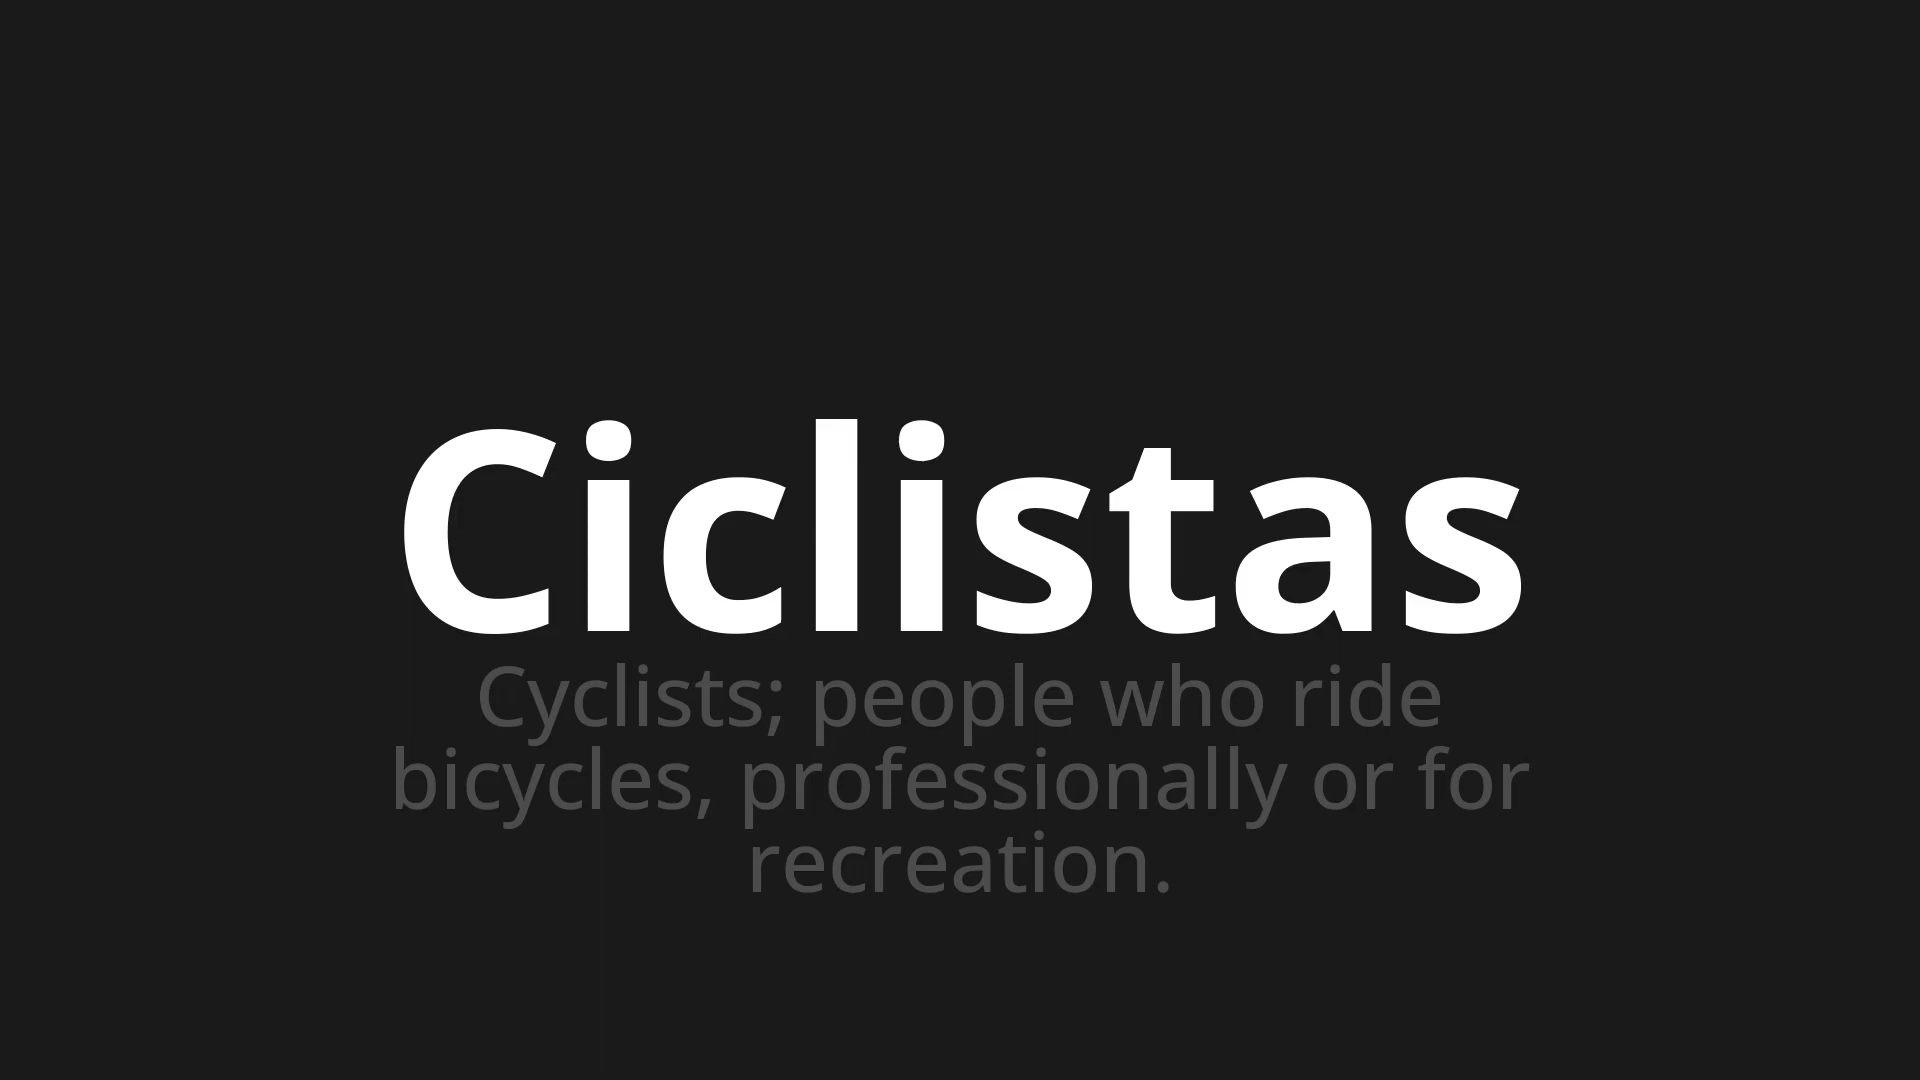 Ciclistas
Cyclists; people who ride
bicycles, professionally or for
recreation.